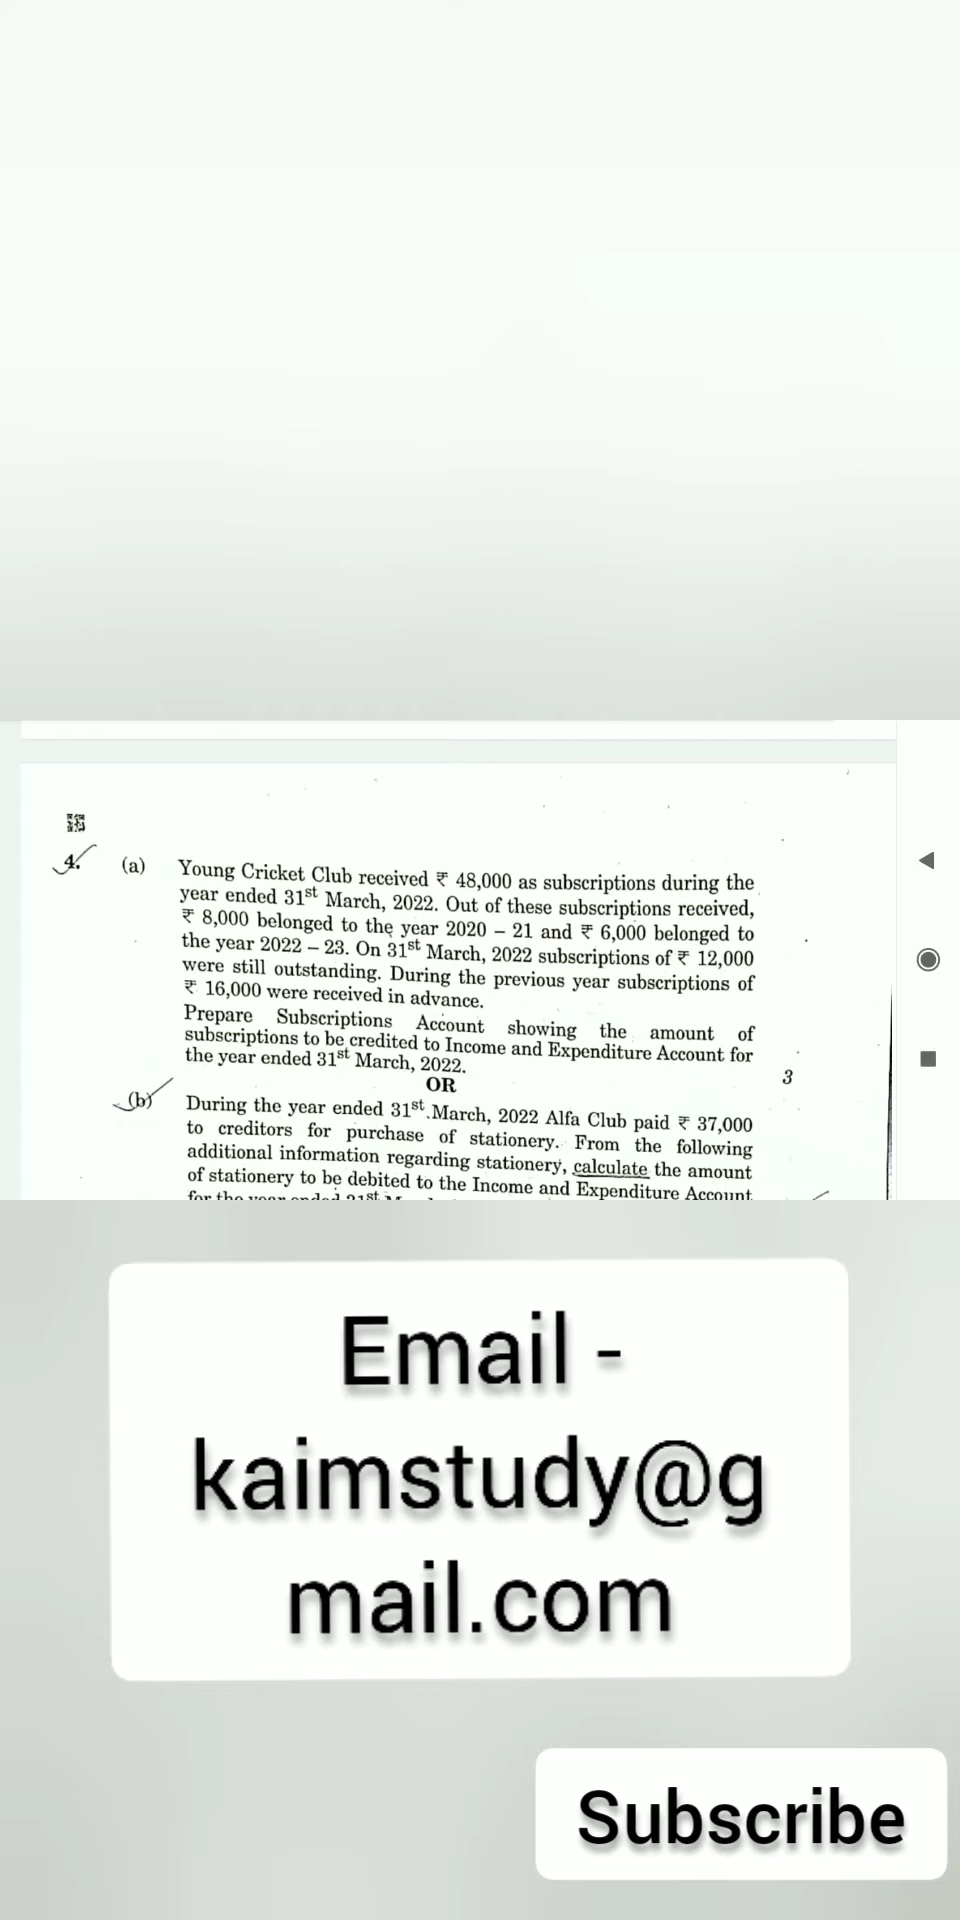 4. (a) Young Cricket Club received ₹ 48,000 as subscriptions during the
year ended 31st March, 2022. Out of these subscriptions received,
₹ 8,000 belonged to the year 2020 – 21 and ₹ 6,000 belonged to
the year 2022 – 23. On 31st March, 2022 subscriptions of ₹ 12,000
were still outstanding. During the previous year subscriptions of
₹ 16,000 were received in advance.
Prepare Subscriptions Account showing the amount of
subscriptions to be credited to Income and Expenditure Account for
the year ended 31st March, 2022.
3
OR
(b) During the year ended 31st March, 2022 Alfa Club paid ₹ 37,000
to creditors for purchase of stationery. From the following
additional information regarding stationery, calculate the amount
of stationery to be debited to the Income and Expenditure Account
for the year ended 31st
Email -
kaimstudy@g
mail.com
Subscribe